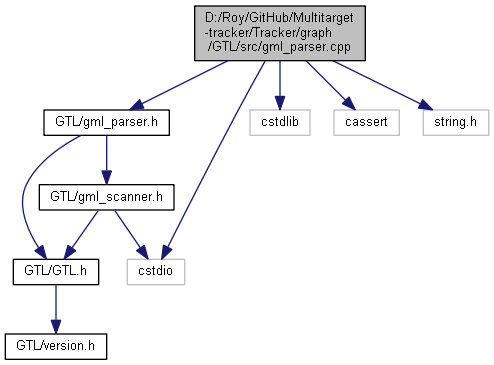 D:/Roy/GitHub/Multitarget
-tracker/Tracker/graph
/GTL/src/gml_parser.cpp
GTL/gml_parser.h
cstdlib
cassert
string.h
GTL/gml_scanner.h
GTL/GTL.h
cstdio
GTL/version.h